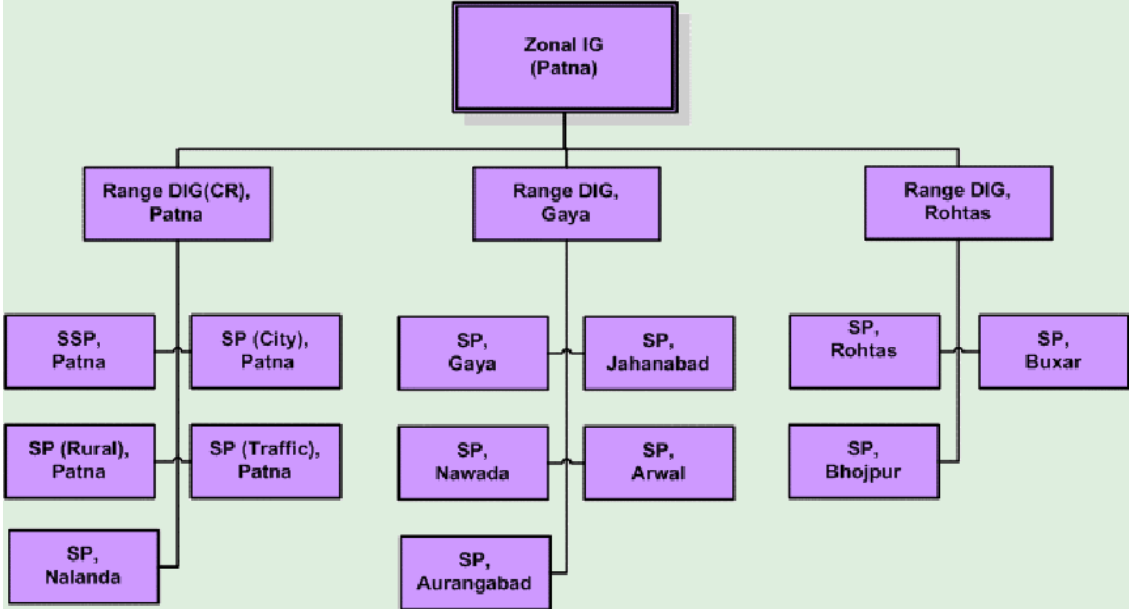 Zonal IG
(Patna)
Range DIG(CR),
Patna
Range DIG,
Gaya
Range DIG,
Rohtas
SSP,
Patna
SP (City),
Patna
SP,
Gaya
SP,
Jahanabad
SP,
Rohtas
SP,
Buxar
SP (Rural),
Patna
SP (Traffic),
Patna
SP,
Nawada
SP,
Arwal
SP,
Bhojpur
SP,
Nalanda
SP,
Aurangabad